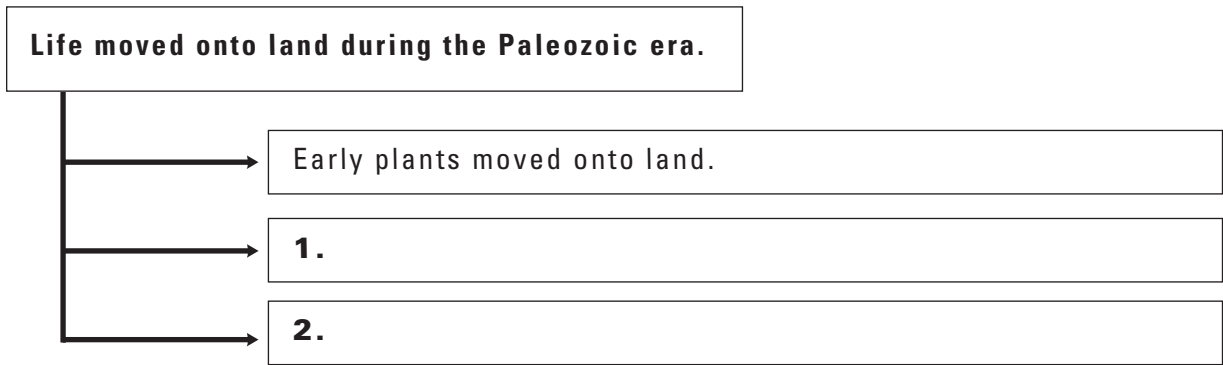 Life moved onto land during the Paleozoic era.
Early plants moved onto land.
1.
2.